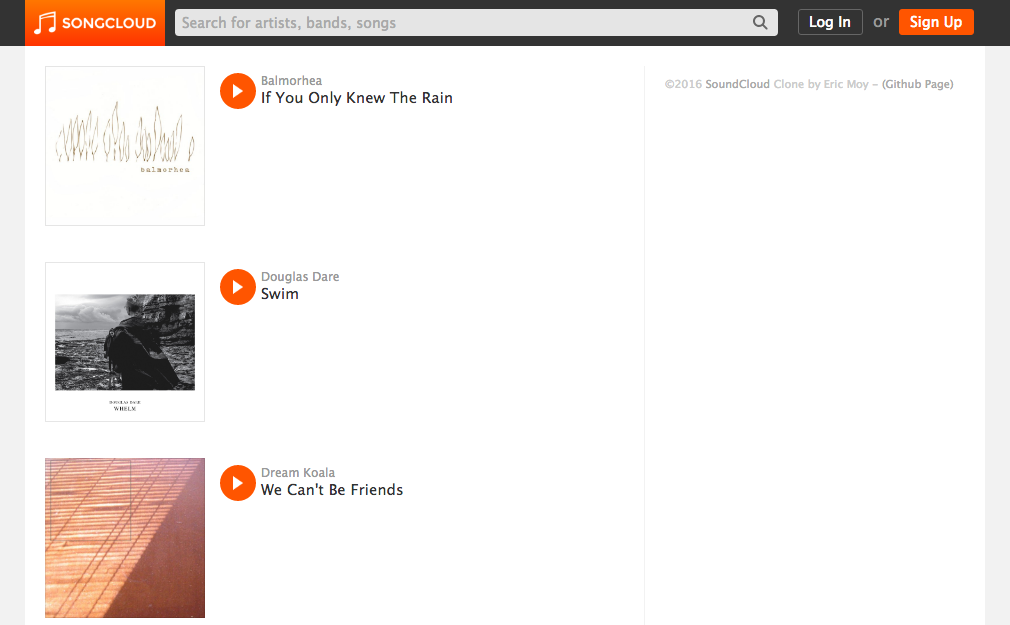 SONGCLOUD
Search for artists, bands, songs
Log In or Sign Up
balmorhea
Balmorhea
If You Only Knew The Rain
©2016 SoundCloud Clone by Eric Moy – (Github Page)
DOUGLAS DARE
WHELM
Douglas Dare
Swim
Dream Koala
We Can't Be Friends